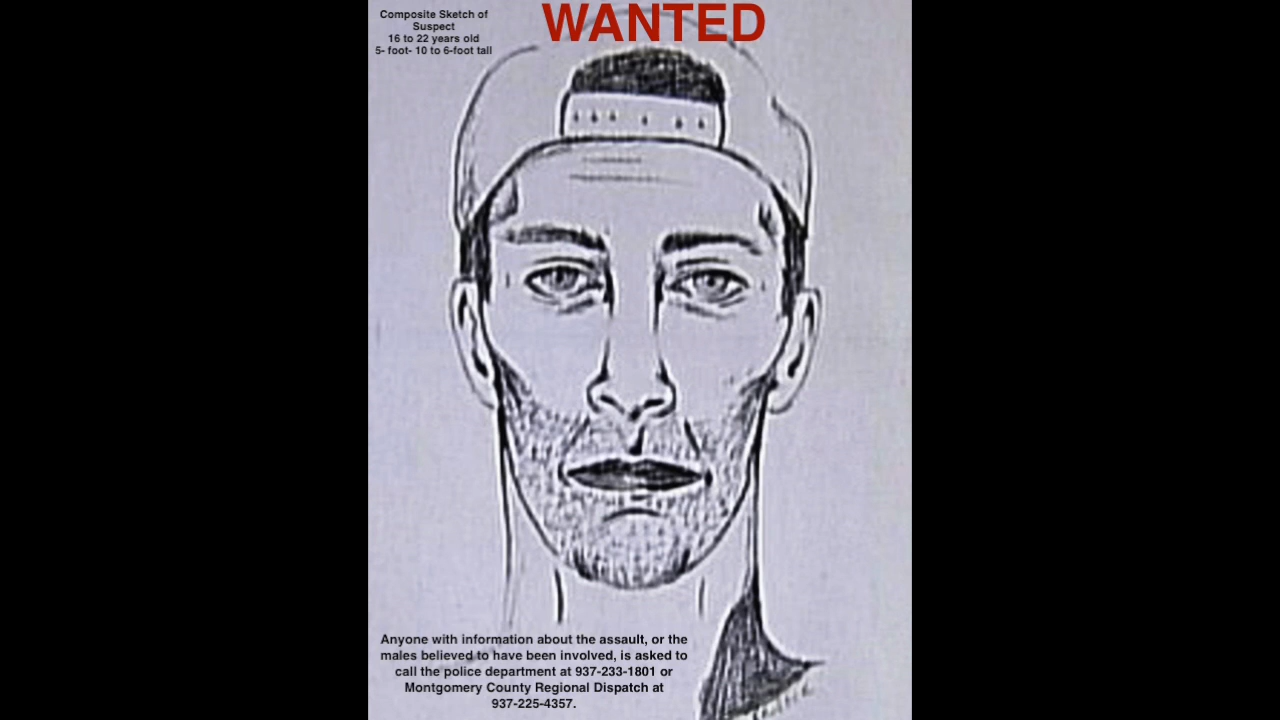 Composite Sketch of
Suspect
16 to 22 years old
5- foot- 10 to 6-foot tall
WANTED
Anyone with information about the assault, or the
males believed to have been involved, is asked to
call the police department at 937-233-1801 or
Montgomery County Regional Dispatch at
937-225-4357.